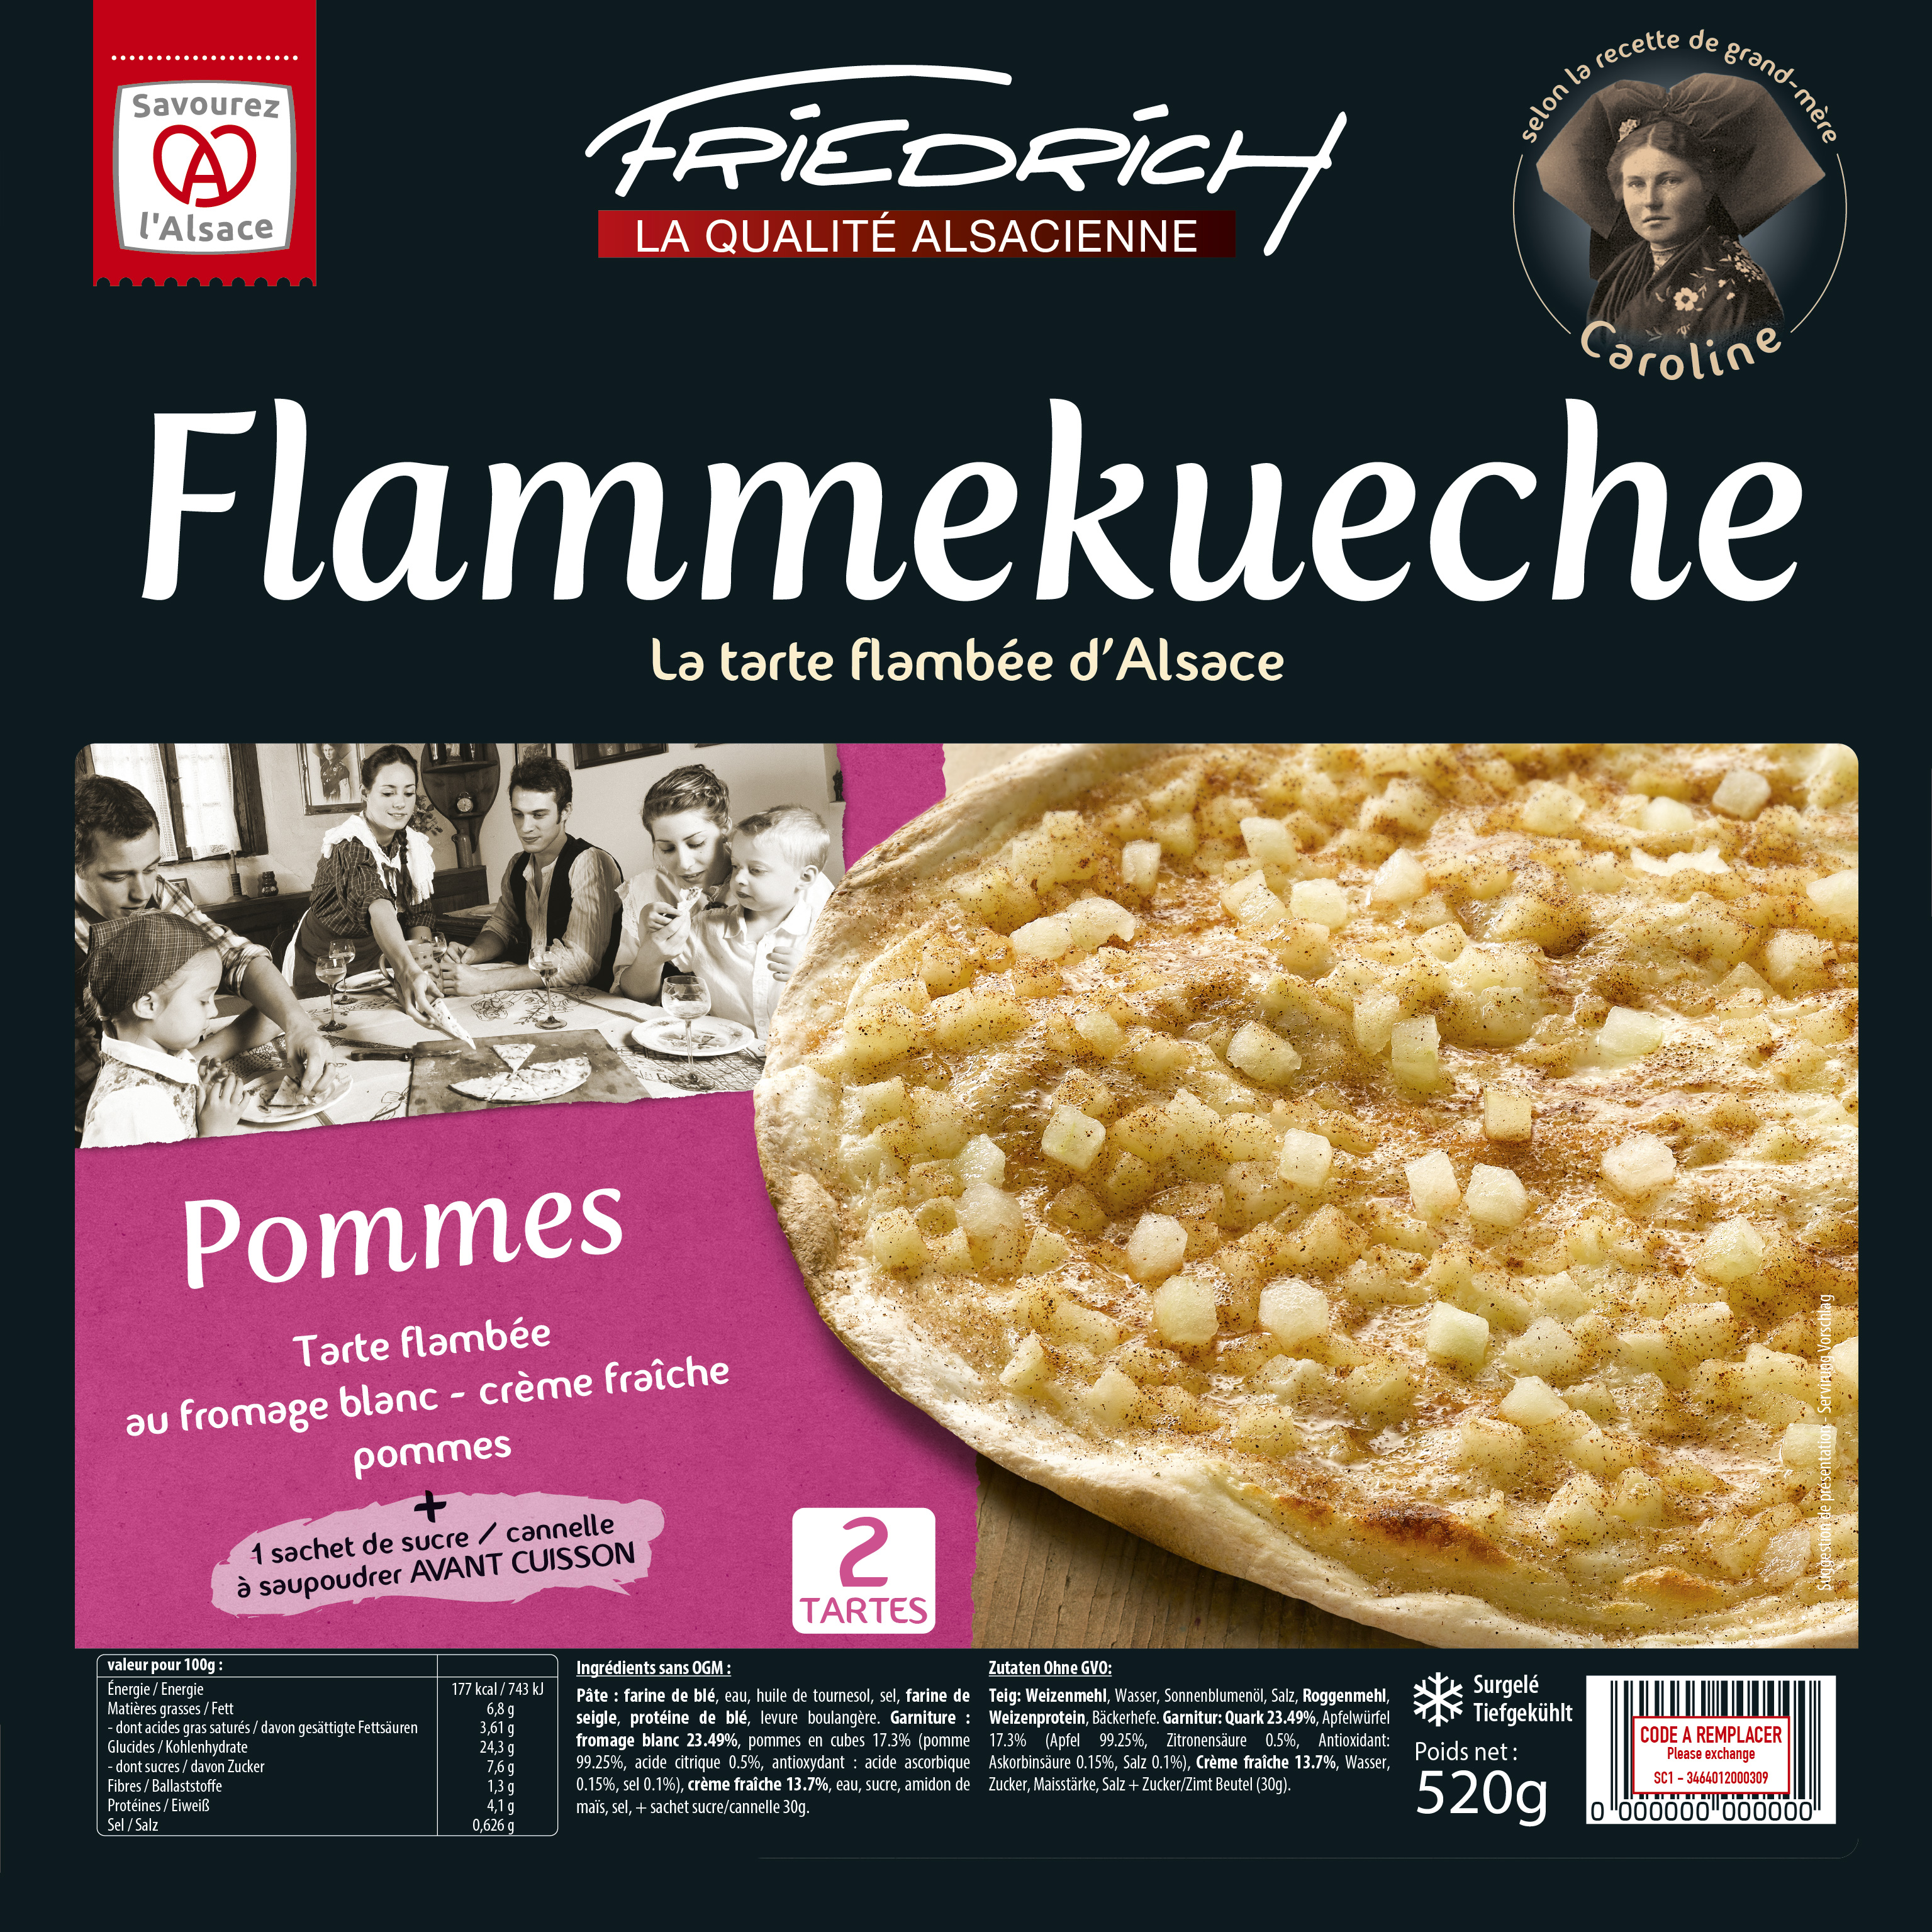 Savourez
A
l'Alsace
FRIEDRICH
LA QUALITÉ ALSACIENNE
selon la recette de grand-mère
Caroline
Flammekueche
La tarte flambée d'Alsace
Pommes
Tarte flambée
au fromage blanc - crème fraîche
pommes
+
1 sachet de sucre / cannelle
à saupoudrer AVANT CUISSON
2
TARTES
Suggestion de présentation - Servirung Vorschlag
valeur pour 100g :
Énergie / Energie 177 kcal / 743 kJ
Matières grasses / Fett 6,8 g
- dont acides gras saturés / davon gesättigte Fettsäuren 3,61 g
Glucides / Kohlenhydrate 24,3 g
- dont sucres / davon Zucker 7,6 g
Fibres / Ballaststoffe 1,3 g
Protéines / Eiweiß 4,1 g
Sel / Salz 0,626 g
Ingrédients sans OGM :
Pâte : farine de blé, eau, huile de tournesol, sel, farine de
seigle, protéine de blé, levure boulangère. Garniture :
fromage blanc 23.49%, pommes en cubes 17.3% (pomme
99.25%, acide citrique 0.5%, antioxydant : acide ascorbique
0.15%, sel 0.1%), crème fraîche 13.7%, eau, sucre, amidon de
maïs, sel, + sachet sucre/cannelle 30g.
Zutaten Ohne GVO:
Teig: Weizenmehl, Wasser, Sonnenblumenöl, Salz, Roggenmehl,
Weizenprotein, Bäckerhefe. Garnitur: Quark 23.49%, Apfelwürfel
17.3% (Apfel 99.25%, Zitronensäure 0.5%, Antioxidant:
Askorbinsäure 0.15%, Salz 0.1%), Crème fraîche 13.7%, Wasser,
Zucker, Maisstärke, Salz + Zucker/Zimt Beutel (30g).
Surgelé
Tiefgekühlt
Poids net :
520g
CODE A REMPLACER
Please exchange
SC1 - 3464012000309
0 000000 000000